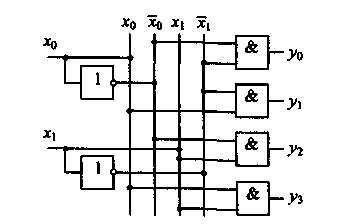 x₀ x̅₀ x₁ x̅₁
x₀
1
& y₀
& y₁
x₁
1
& y₂
& y₃